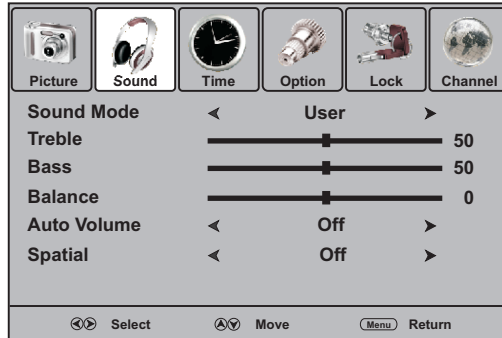 Picture Sound Time Option Lock Channel
Sound Mode User
Treble 50
Bass 50
Balance 0
Auto Volume Off
Spatial Off
Select Move Menu Return